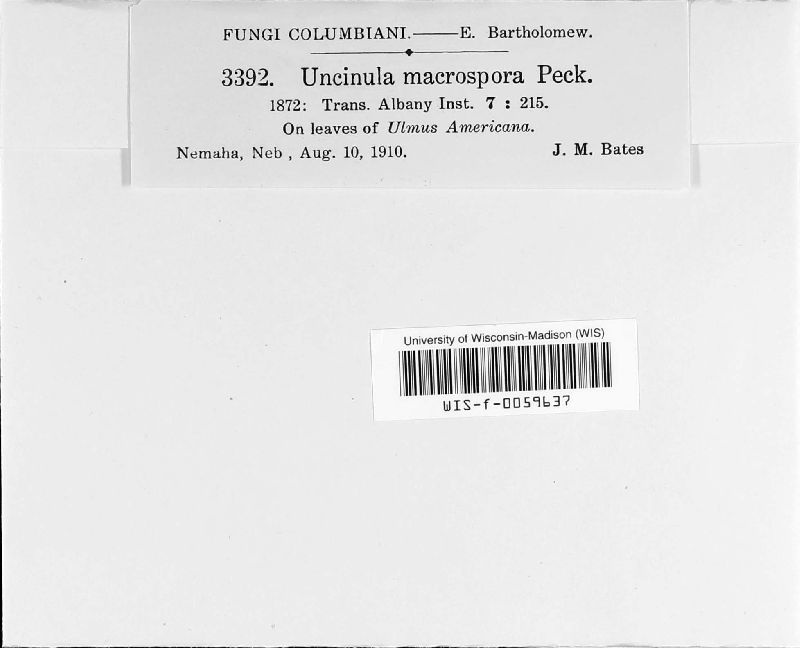 FUNGI COLUMBIANI.——E. Bartholomew.
3392. Uncinula macrospora Peck.
1872: Trans. Albany Inst. 7 : 215.
On leaves of Ulmus Americana.
Nemaha, Neb , Aug. 10, 1910. J. M. Bates
University of Wisconsin-Madison (WIS)
WIS-f-0059637